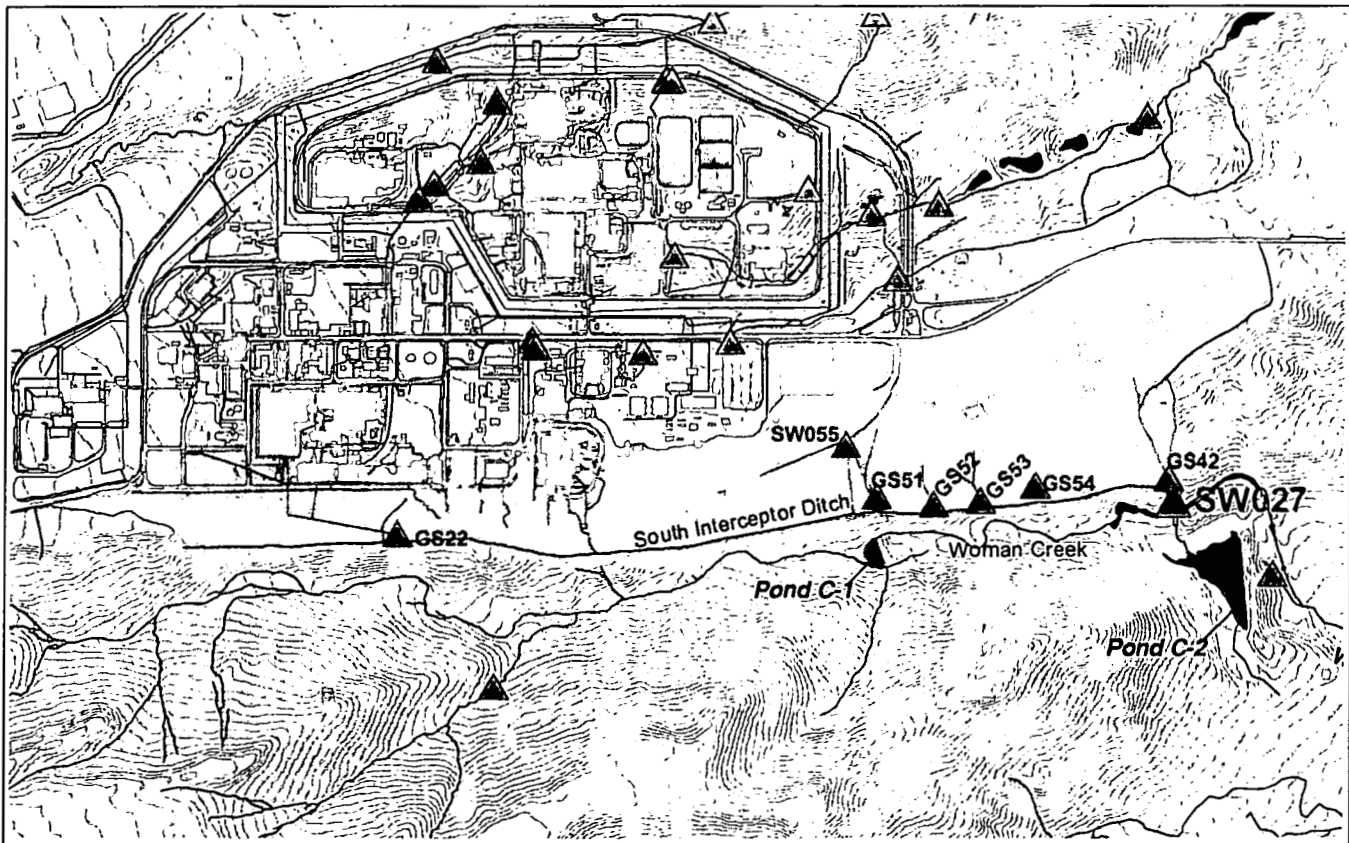 SW055
GS51
GS52
GS53
GS54
GS42
SW027
South Interceptor Ditch
GS22
Woman Creek
Pond C-1
Pond C-2